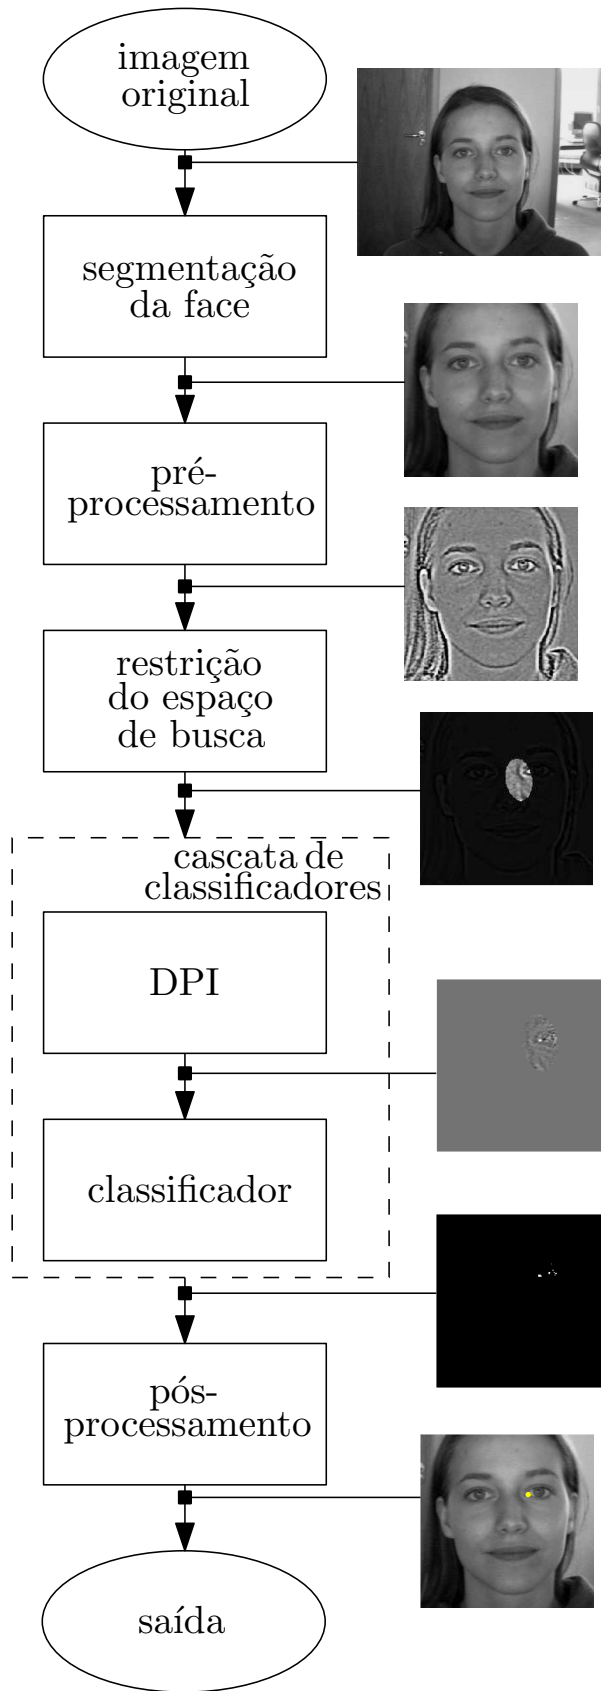 imagem
original
segmentação
da face
pré-
processamento
restrição
do espaço
de busca
cascata de
classificadores
DPI
classificador
pós-
processamento
saída